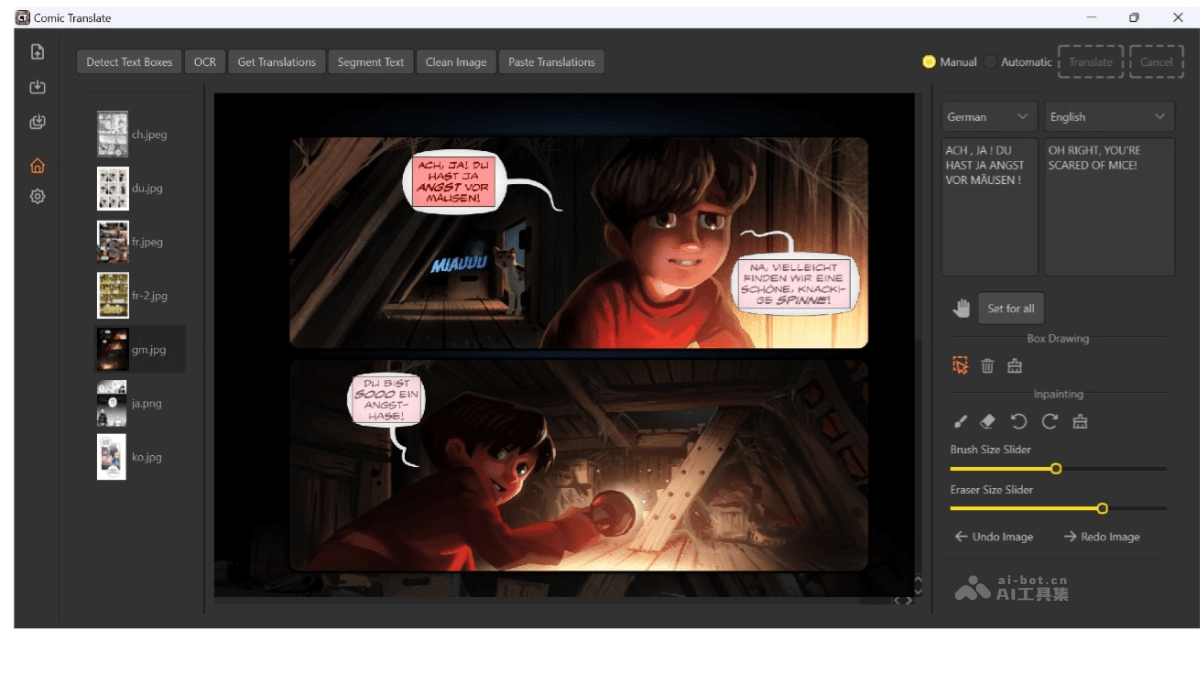 Comic Translate
Detect Text Boxes
OCR
Get Translations
Segment Text
Clean Image
Paste Translations
Manual
Automatic
Translate
Cancel
ch.jpeg
du.jpg
fr.jpeg
fr-2.jpg
gm.jpg
ja.png
ko.jpg
ACH, JA! DU
HAST JA
ANGST VOR
MÄUSEN!
MIAUUU
NA, VIELLEICHT
FINDEN WIR EINE
SCHÖNE, KNACKI-
GE SPINNE!
DU BIST
SOOO EIN
ANGST-
HASE!
German
English
ACH , JA ! DU
HAST JA ANGST
VOR MÄUSEN !
OH RIGHT, YOU'RE
SCARED OF MICE!
Set for all
Box Drawing
Inpainting
Brush Size Slider
Eraser Size Slider
Undo Image
Redo Image
ai-bot.cn
AI工具集